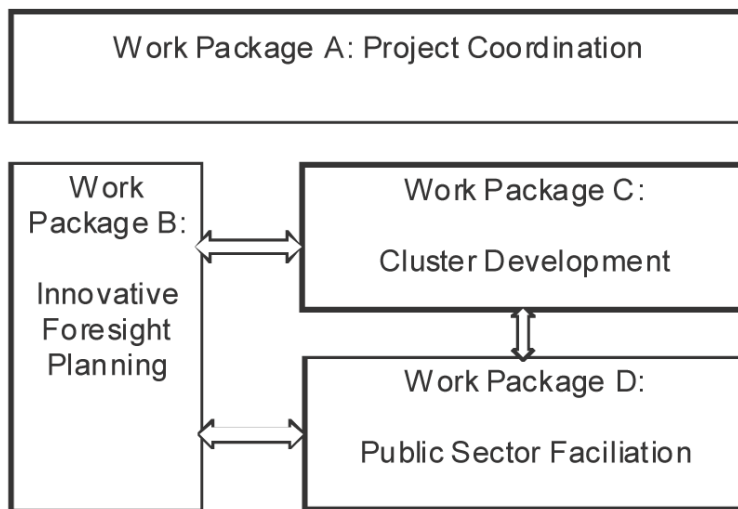 Work Package A: Project Coordination
Work
Package B:
Innovative
Foresight
Planning
Work Package C:
Cluster Development
Work Package D:
Public Sector Faciliation